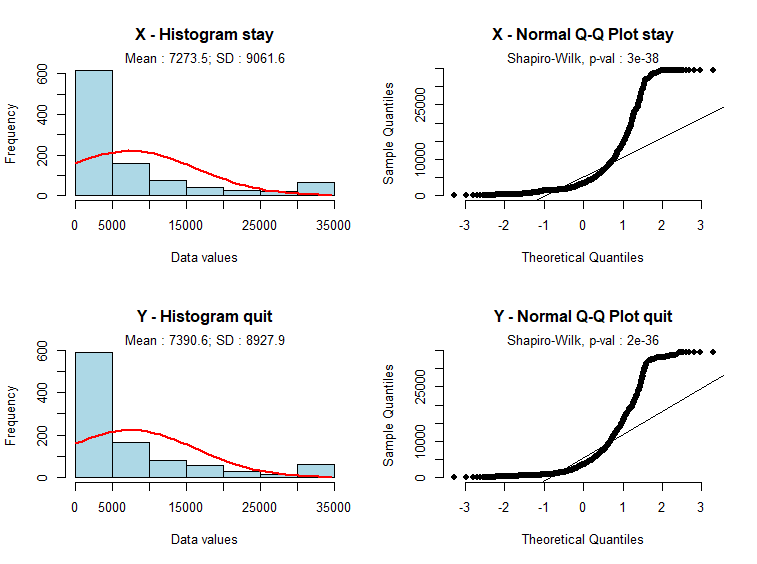 X - Histogram stay
Mean : 7273.5; SD : 9061.6
Frequency
0 200 400 600
0 5000 15000 25000 35000
Data values
X - Normal Q-Q Plot stay
Shapiro-Wilk, p-val : 3e-38
Sample Quantiles
0 10000 25000
-3 -2 -1 0 1 2 3
Theoretical Quantiles
Y - Histogram quit
Mean : 7390.6; SD : 8927.9
Frequency
0 200 400 600
0 5000 15000 25000 35000
Data values
Y - Normal Q-Q Plot quit
Shapiro-Wilk, p-val : 2e-36
Sample Quantiles
0 10000 25000
-3 -2 -1 0 1 2 3
Theoretical Quantiles